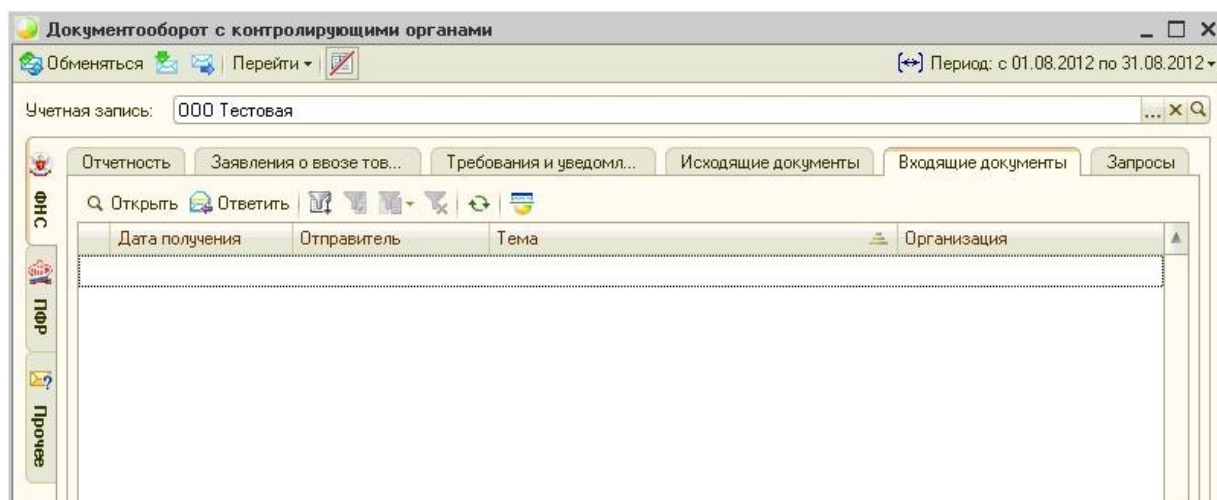 Документооборот с контролирующими органами
Обменяться Перейти Период: с 01.08.2012 по 31.08.2012
Учетная запись: ООО Тестовая ...
ФНС
ПФР
Прочее
Отчетность Заявления о ввозе тов... Требования и уведомл... Исходящие документы Входящие документы Запросы
Открыть Ответить
Дата получения Отправитель Тема Организация